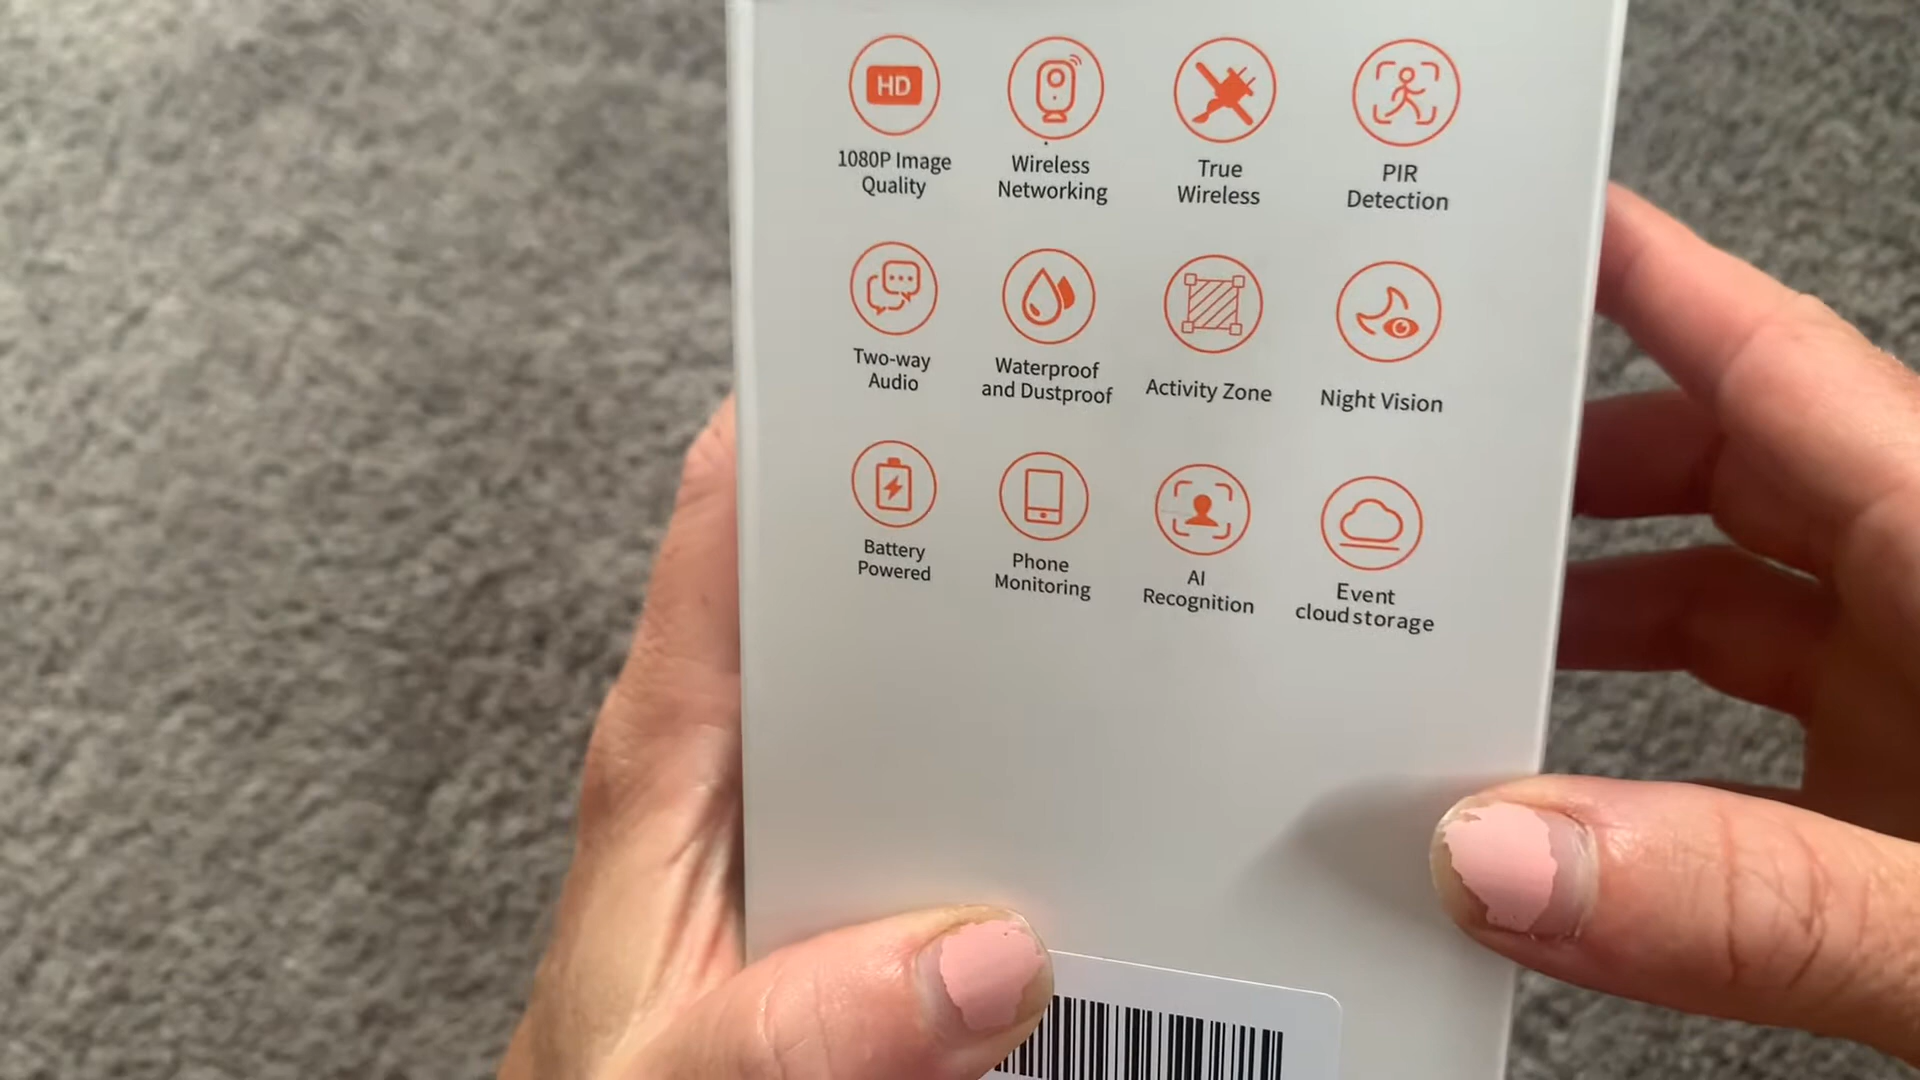 HD
1080P Image
Quality
Wireless
Networking
True
Wireless
PIR
Detection
Two-way
Audio
Waterproof
and Dustproof
Activity Zone
Night Vision
Battery
Powered
Phone
Monitoring
AI
Recognition
Event
cloud storage